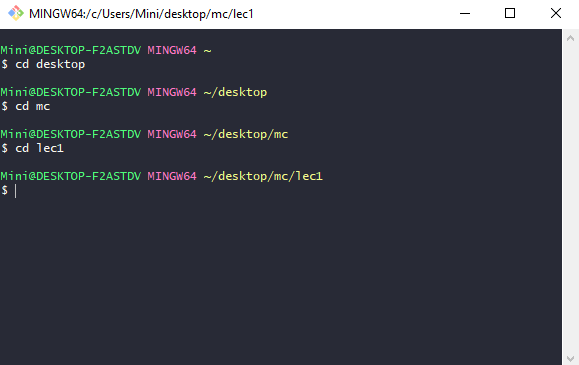 MINGW64:/c/Users/Mini/desktop/mc/lec1
Mini@DESKTOP-F2ASTDV MINGW64 ~
$ cd desktop
Mini@DESKTOP-F2ASTDV MINGW64 ~/desktop
$ cd mc
Mini@DESKTOP-F2ASTDV MINGW64 ~/desktop/mc
$ cd lec1
Mini@DESKTOP-F2ASTDV MINGW64 ~/desktop/mc/lec1
$